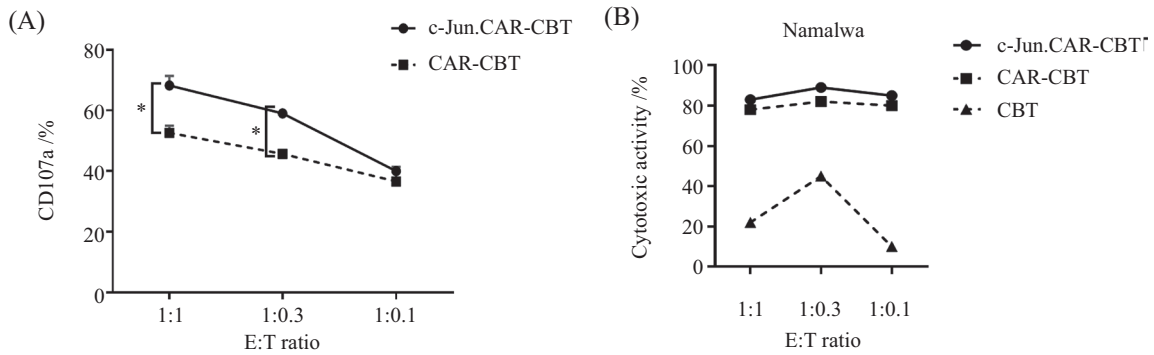 (A)
c-Jun.CAR-CBT
CAR-CBT
80
60
40
20
0
CD107a /%
*
*
1:1 1:0.3 1:0.1
E:T ratio
(B)
Namalwa
c-Jun.CAR-CBT
CAR-CBT
CBT
100
80
60
40
20
0
Cytotoxic activity /%
1:1 1:0.3 1:0.1
E:T ratio